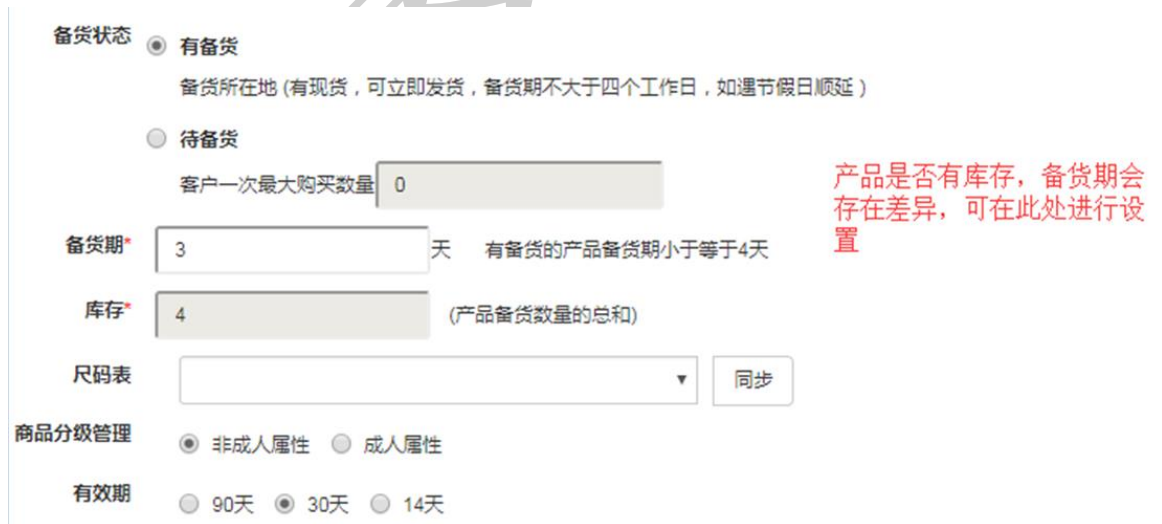 备货状态 有备货
备货所在地 (有现货，可立即发货，备货期不大于四个工作日，如遇节假日顺延)
待备货
客户一次最大购买数量 0
产品是否有库存，备货期会
存在差异，可在此处进行设
置
备货期* 3 天 有备货的产品备货期小于等于4天
库存* 4 (产品备货数量的总和)
尺码表 同步
商品分级管理 非成人属性 成人属性
有效期 90天 30天 14天